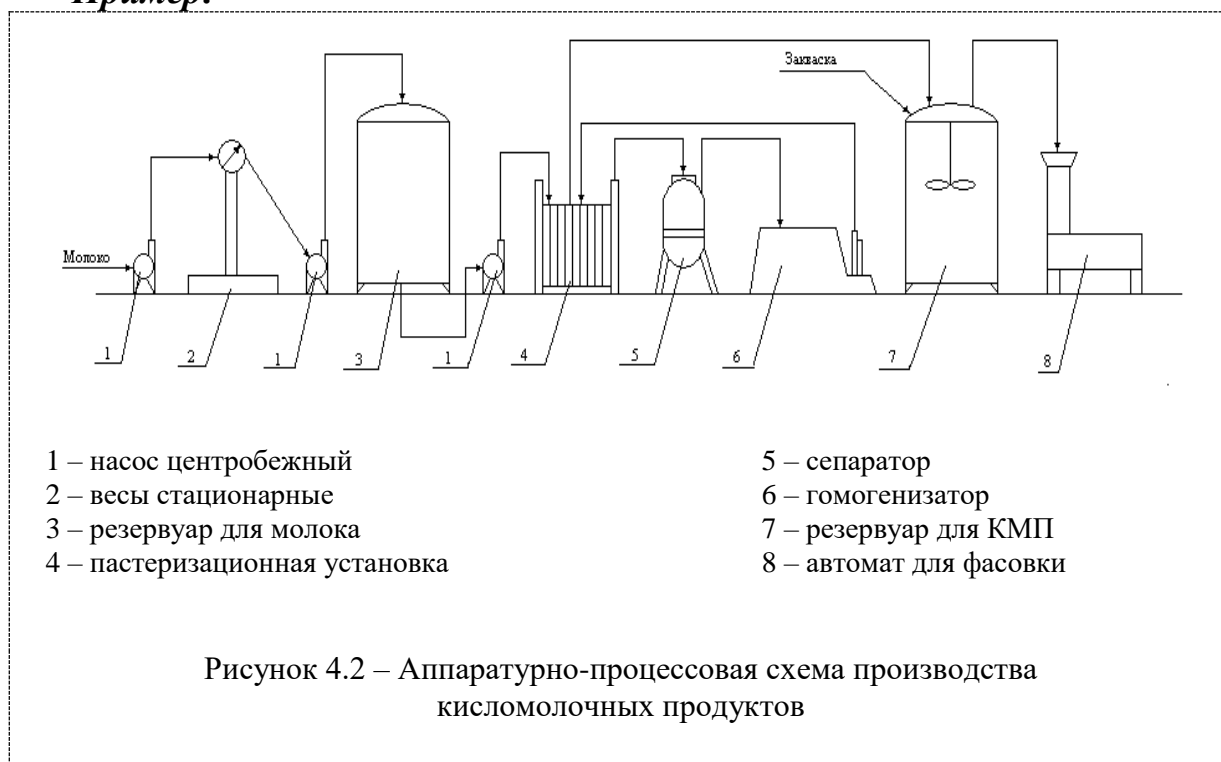 Пример:
Закваска
Молоко
1 2 1 3 1 4 5 6 7 8
1 – насос центробежный
2 – весы стационарные
3 – резервуар для молока
4 – пастеризационная установка
5 – сепаратор
6 – гомогенизатор
7 – резервуар для КМП
8 – автомат для фасовки
Рисунок 4.2 – Аппаратурно-процессовая схема производства
кисломолочных продуктов